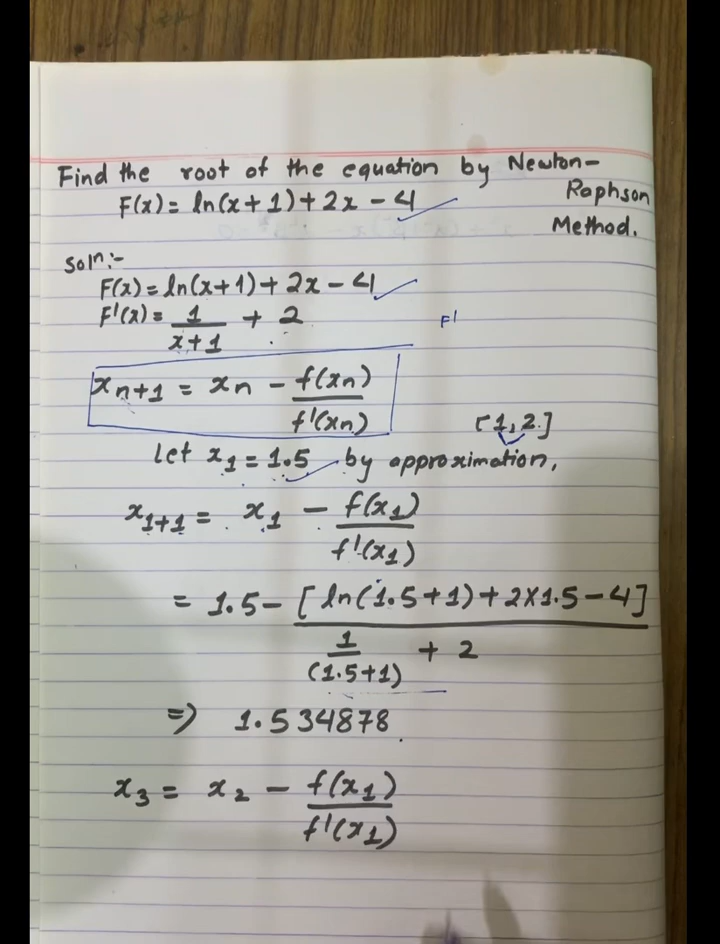 Find the root of the equation by Newton-
Raphson
F(x) = ln(x+1) + 2x - 4
Method.
Soln:-
F(x) = ln(x+1) + 2x - 4
F'(x) = 1/(x+1) + 2
F'
xn+1 = xn - f(xn)/f'(xn)
[1,2]
Let x1 = 1.5 by approximation,
x1+1 = x1 - f(x1)/f'(x1)
= 1.5 - [ln(1.5+1) + 2x1.5 - 4]
1/(1.5+1) + 2
=> 1.534878
x3 = x2 - f(x1)/f'(x1)